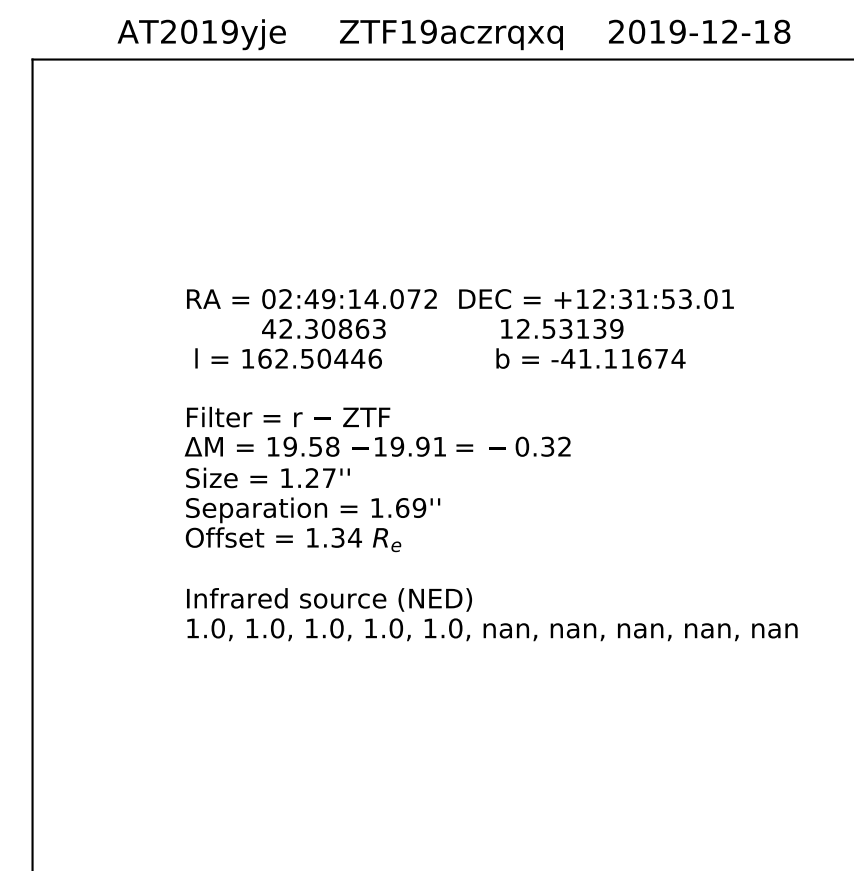 AT2019yje ZTF19aczrqxq 2019-12-18
RA = 02:49:14.072 DEC = +12:31:53.01
42.30863 12.53139
l = 162.50446 b = -41.11674
Filter = r − ZTF
ΔM = 19.58 −19.91 = − 0.32
Size = 1.27''
Separation = 1.69''
Offset = 1.34 Re
Infrared source (NED)
1.0, 1.0, 1.0, 1.0, 1.0, nan, nan, nan, nan, nan